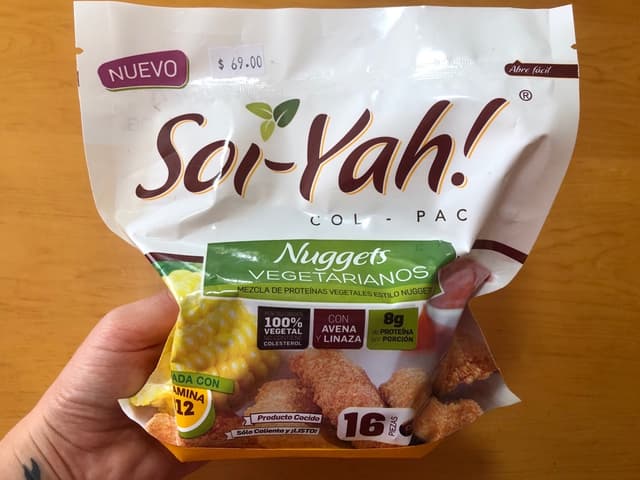 NUEVO
$ 69.00
Abre fácil
Soi-Yah!®
COL - PAC
Nuggets
VEGETARIANOS
MEZCLA DE PROTEÍNAS VEGETALES ESTILO NUGGET
100%
VEGETAL
COLESTEROL
CON
AVENA
Y LINAZA
8g
DE PROTEÍNA
POR PORCIÓN
ADA CON
AMINA
12
Producto Cocido
Sólo Caliento y ¡LISTO!
16
PIEZAS